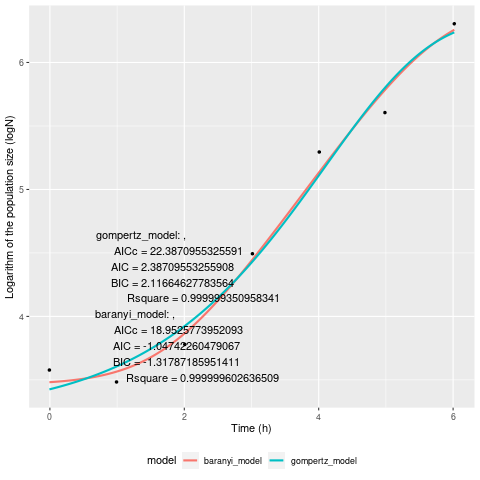 6
5
4
Logarithm of the population size (logN)
gompertz_model: ,
AICc = 22.3870955325591
AIC = 2.38709553255908
BIC = 2.11664627783564
Rsquare = 0.999999350958341
baranyi_model: ,
AICc = 18.9525773952093
AIC = -1.04742260479067
BIC = -1.31787185951411
Rsquare = 0.999999602636509
0 2 4 6
Time (h)
model baranyi_model gompertz_model